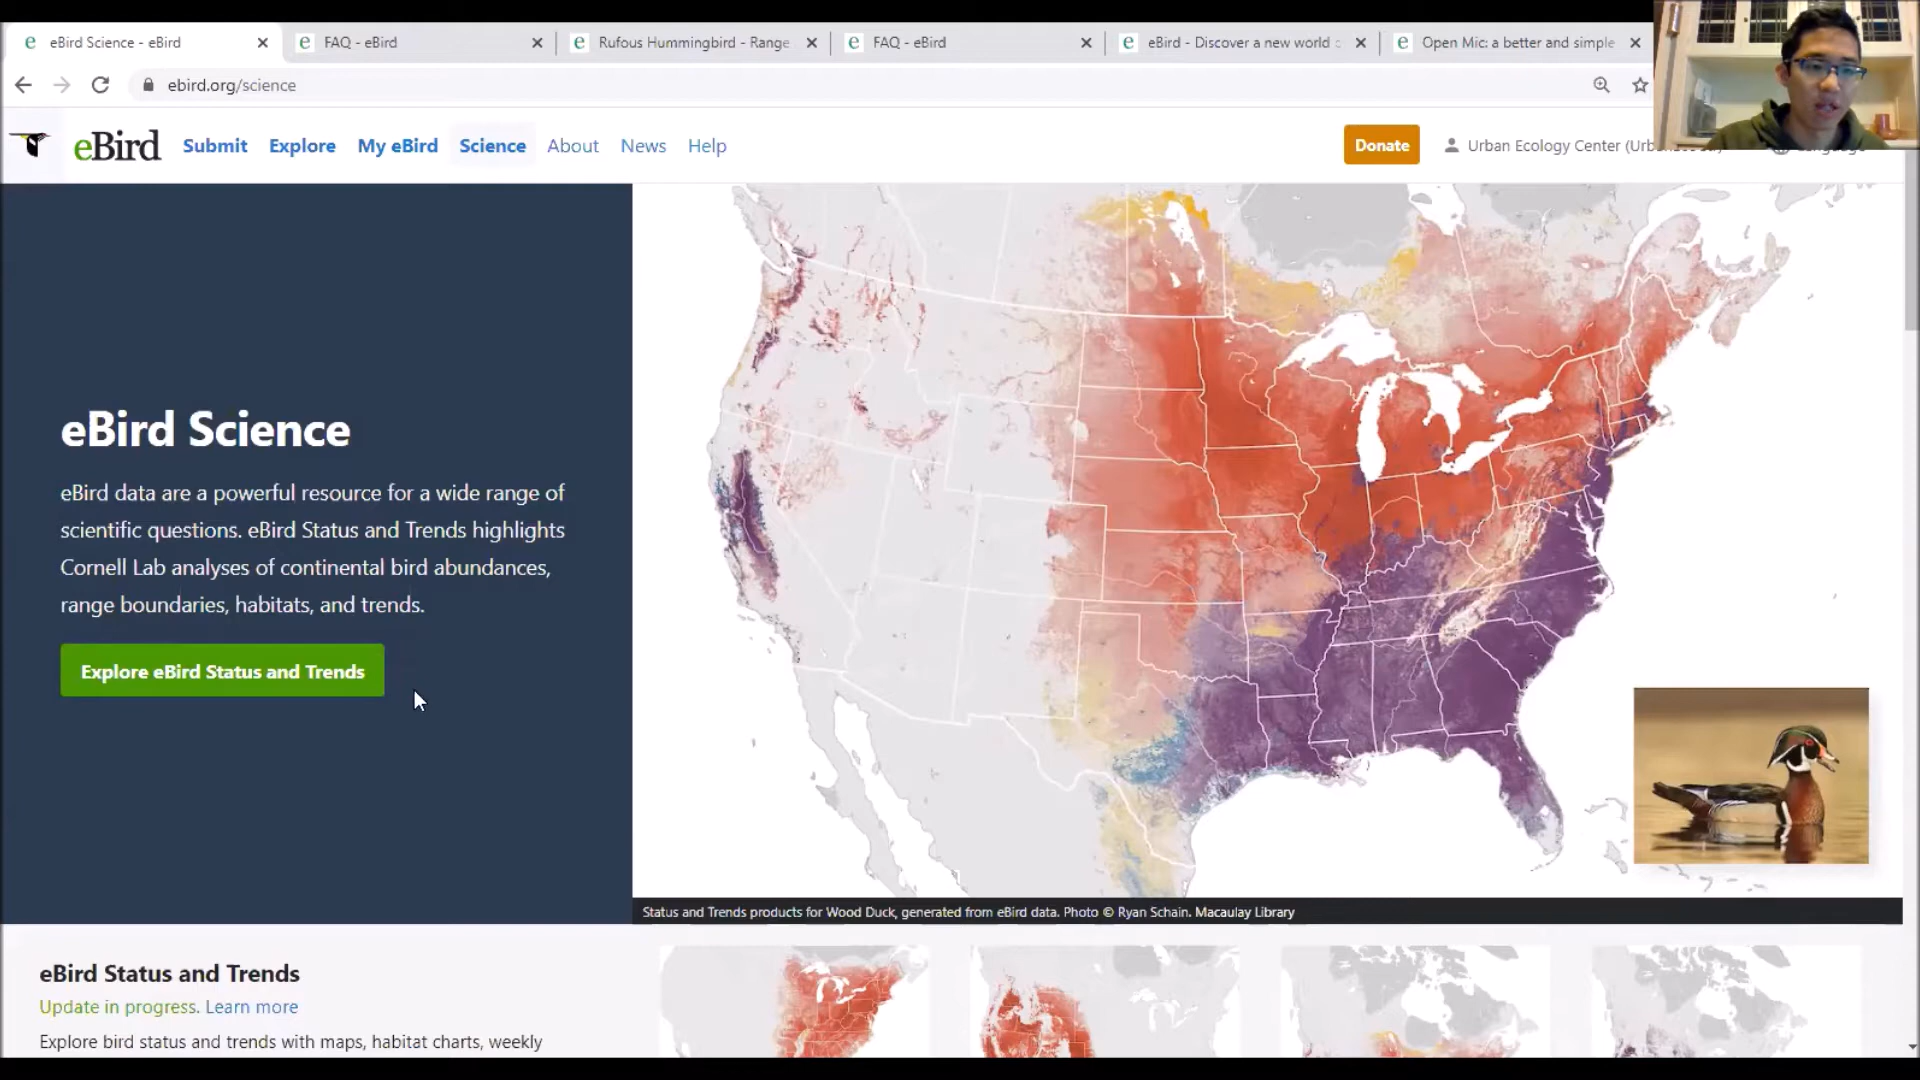 eBird Science - eBird
FAQ - eBird
Rufous Hummingbird - Range
FAQ - eBird
eBird - Discover a new world
Open Mic: a better and simple
ebird.org/science
eBird
Submit
Explore
My eBird
Science
About
News
Help
Donate
Urban Ecology Center
eBird Science
eBird data are a powerful resource for a wide range of
scientific questions. eBird Status and Trends highlights
Cornell Lab analyses of continental bird abundances,
range boundaries, habitats, and trends.
Explore eBird Status and Trends
Status and Trends products for Wood Duck, generated from eBird data. Photo © Ryan Schain. Macaulay Library
eBird Status and Trends
Update in progress. Learn more
Explore bird status and trends with maps, habitat charts, weekly